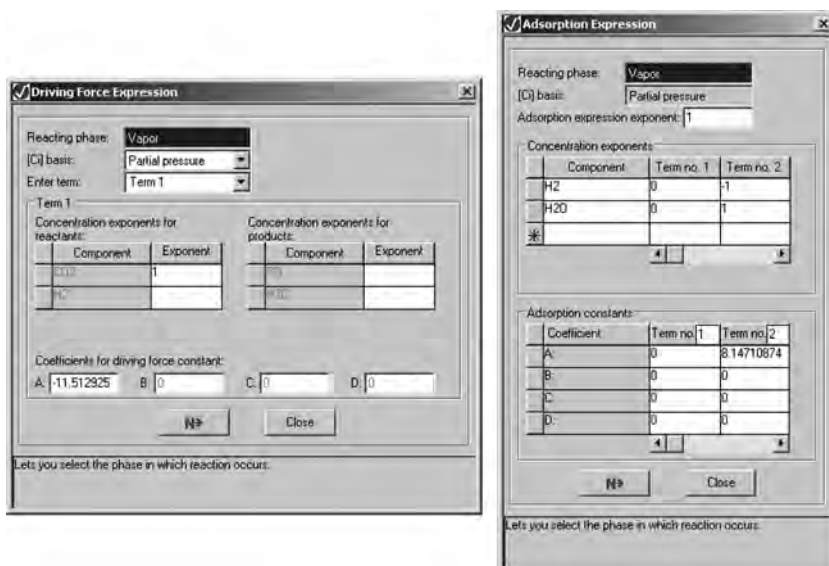 Driving Force Expression
Reacting phase: Vapor
[Ci] basis: Partial pressure
Enter term: Term 1
Term 1
Concentration exponents for reactants:
Component Exponent
CO2 1
H2
Concentration exponents for products:
Component Exponent
CO
H2O
Coefficients for driving force constant:
A: -11.512925 B: 0 C: 0 D: 0
N> Close
Lets you select the phase in which reaction occurs.
Adsorption Expression
Reacting phase: Vapor
[Ci] basis: Partial pressure
Adsorption expression exponent: 1
Concentration exponents
Component Term no. 1 Term no. 2
H2 0 -1
H2O 0 1
Adsorption constants
Coefficient Term no. 1 Term no. 2
A: 0 8.14710874
B: 0 0
C: 0 0
D: 0 0
N> Close
Lets you select the phase in which reaction occurs.